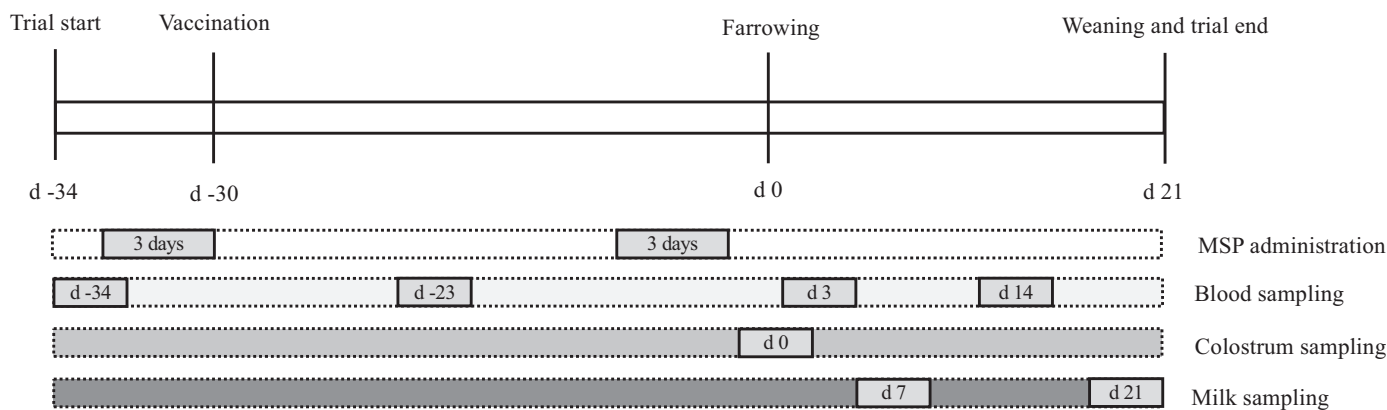 Trial start Vaccination Farrowing Weaning and trial end
d -34 d -30 d 0 d 21
3 days 3 days MSP administration
d -34 d -23 d 3 d 14 Blood sampling
d 0 Colostrum sampling
d 7 d 21 Milk sampling